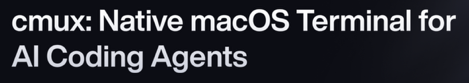 cmux: Native macOS Terminal for
AI Coding Agents